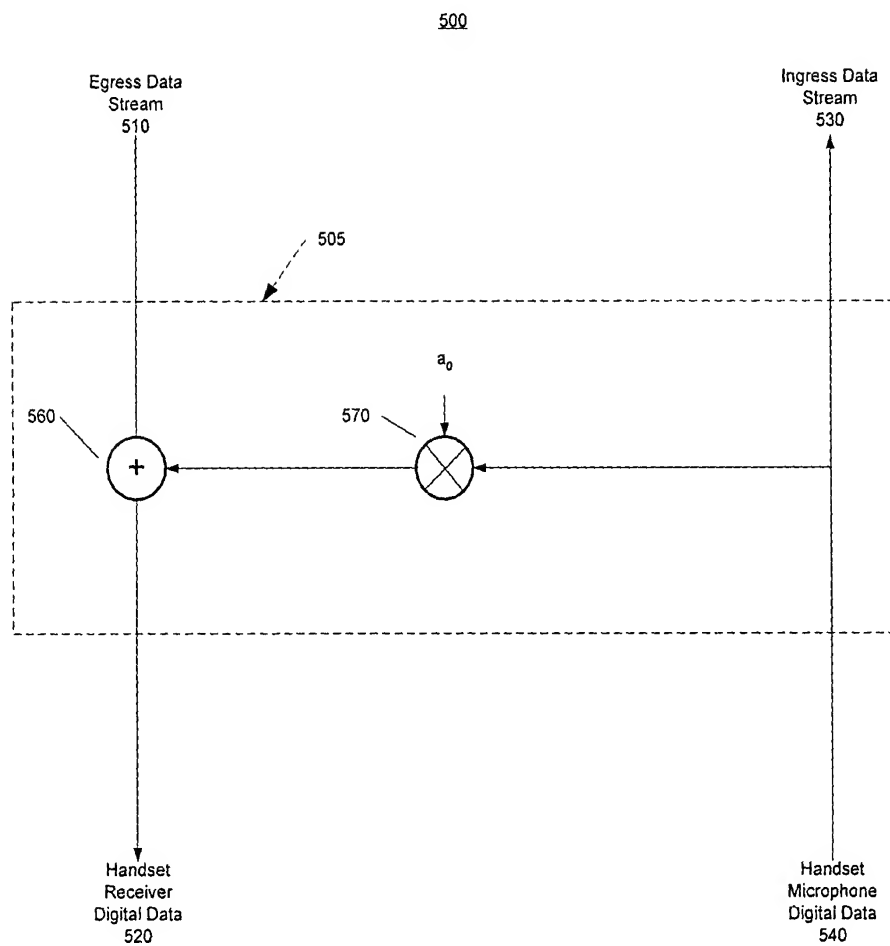 500
Egress Data
Stream
510
Ingress Data
Stream
530
505
a₀
560
570
+
Handset
Receiver
Digital Data
520
Handset
Microphone
Digital Data
540